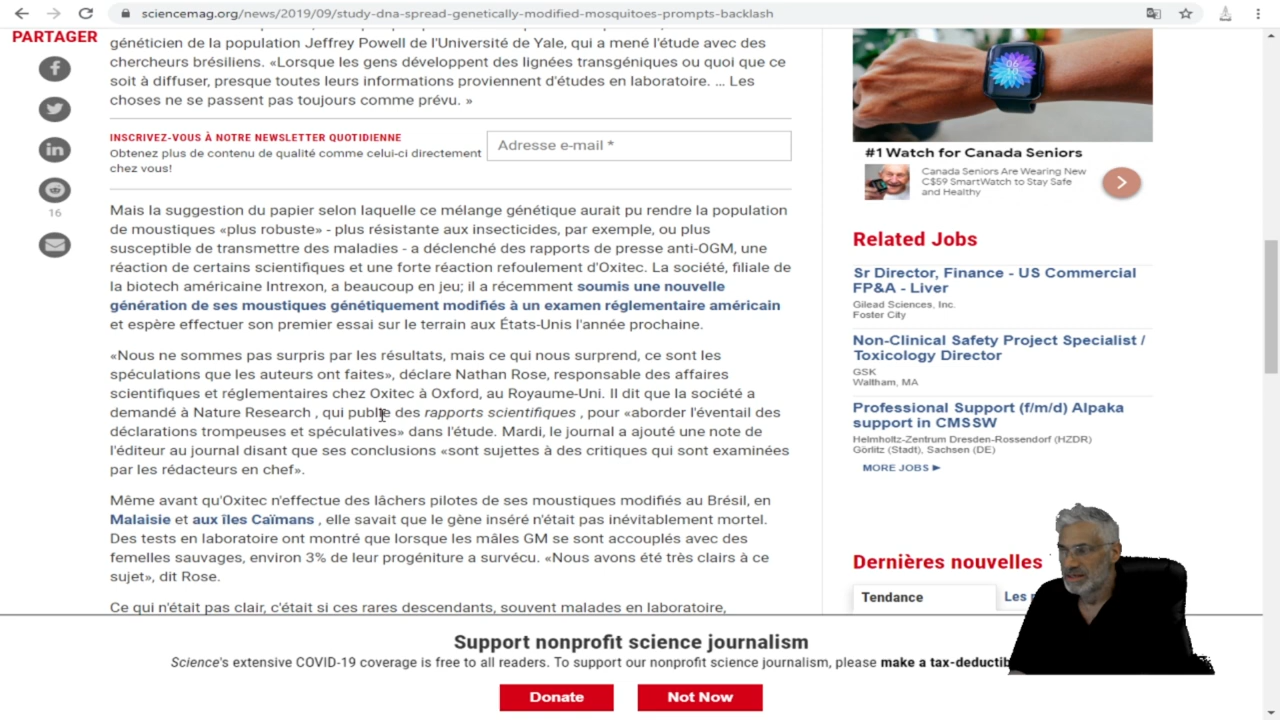 sciencemag.org/news/2019/09/study-dna-spread-genetically-modified-mosquitoes-prompts-backlash
PARTAGER
16
généticien de la population Jeffrey Powell de l'Université de Yale, qui a mené l'étude avec des
chercheurs brésiliens. «Lorsque les gens développent des lignées transgéniques ou quoi que ce
soit à diffuser, presque toutes leurs informations proviennent d'études en laboratoire. ... Les
choses ne se passent pas toujours comme prévu. »
INSCRIVEZ-VOUS À NOTRE NEWSLETTER QUOTIDIENNE
Obtenez plus de contenu de qualité comme celui-ci directement
chez vous!
Adresse e-mail *
Mais la suggestion du papier selon laquelle ce mélange génétique aurait pu rendre la population
de moustiques «plus robuste» - plus résistante aux insecticides, par exemple, ou plus
susceptible de transmettre des maladies - a déclenché des rapports de presse anti-OGM, une
réaction de certains scientifiques et une forte réaction refoulement d'Oxitec. La société, filiale de
la biotech américaine Intrexon, a beaucoup en jeu; il a récemment soumis une nouvelle
génération de ses moustiques génétiquement modifiés à un examen réglementaire américain
et espère effectuer son premier essai sur le terrain aux États-Unis l'année prochaine.
«Nous ne sommes pas surpris par les résultats, mais ce qui nous surprend, ce sont les
spéculations que les auteurs ont faites», déclare Nathan Rose, responsable des affaires
scientifiques et réglementaires chez Oxitec à Oxford, au Royaume-Uni. Il dit que la société a
demandé à Nature Research , qui publie des rapports scientifiques , pour «aborder l'éventail des
déclarations trompeuses et spéculatives» dans l'étude. Mardi, le journal a ajouté une note de
l'éditeur au journal disant que ses conclusions «sont sujettes à des critiques qui sont examinées
par les rédacteurs en chef».
Même avant qu'Oxitec n'effectue des lâchers pilotes de ses moustiques modifiés au Brésil, en
Malaisie et aux îles Caïmans , elle savait que le gène inséré n'était pas inévitablement mortel.
Des tests en laboratoire ont montré que lorsque les mâles GM se sont accouplés avec des
femelles sauvages, environ 3% de leur progéniture a survécu. «Nous avons été très clairs à ce
sujet», dit Rose.
Ce qui n'était pas clair, c'était si ces rares descendants, souvent malades en laboratoire,
#1 Watch for Canada Seniors
Canada Seniors Are Wearing New
C$59 SmartWatch to Stay Safe
and Healthy
Related Jobs
Sr Director, Finance - US Commercial
FP&A - Liver
Gilead Sciences, Inc.
Foster City
Non-Clinical Safety Project Specialist /
Toxicology Director
GSK
Waltham, MA
Professional Support (f/m/d) Alpaka
support in CMSSW
Helmholtz-Zentrum Dresden-Rossendorf (HZDR)
Görlitz (Stadt), Sachsen (DE)
MORE JOBS ►
Dernières nouvelles
Tendance
Les
Support nonprofit science journalism
Science's extensive COVID-19 coverage is free to all readers. To support our nonprofit science journalism, please make a tax-deductib
Donate
Not Now